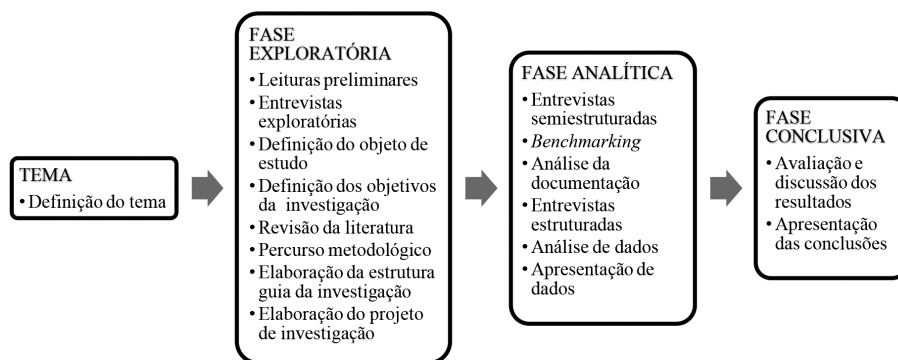 TEMA
• Definição do tema
FASE
EXPLORATÓRIA
• Leituras preliminares
• Entrevistas
exploratórias
• Definição do objeto de
estudo
• Definição dos objetivos
da investigação
• Revisão da literatura
• Percurso metodológico
• Elaboração da estrutura
guia da investigação
• Elaboração do projeto
de investigação
FASE ANALÍTICA
• Entrevistas
semiestruturadas
• Benchmarking
• Análise da
documentação
• Entrevistas
estruturadas
• Análise de dados
• Apresentação de
dados
FASE
CONCLUSIVA
• Avaliação e
discussão dos
resultados
• Apresentação
das conclusões